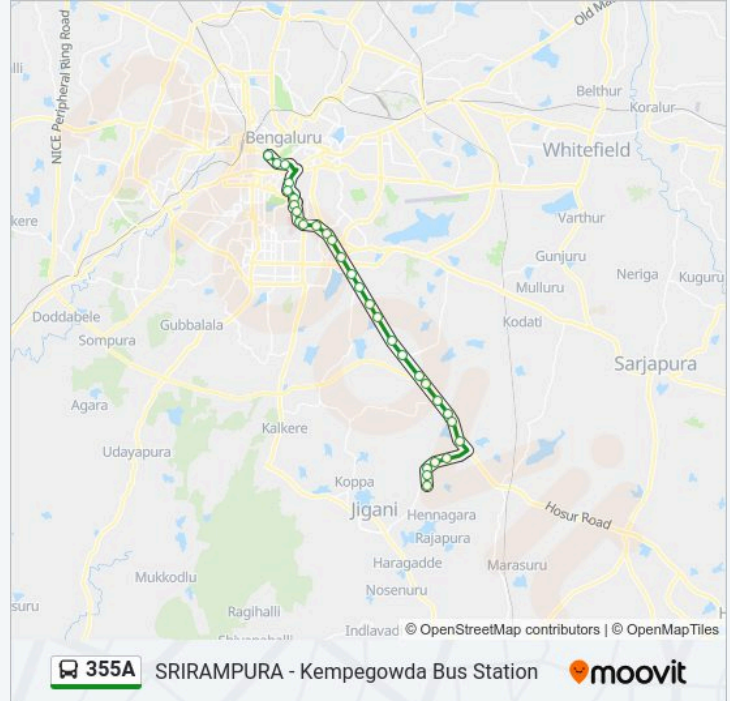 Old Ma
lli
NICE Peripheral Ring Road
Belthur
Koralur
Bengaluru
Whitefield
kere
Varthur
Gunjuru
Neriga
Kuguru
Mulluru
Doddabele
Gubbalala
Kodati
Sompura
Sarjapura
Agara
Kalkere
Udayapura
Koppa
Jigani
Hennagara
Hosur Road
Rajapura
Haragadde
Marasuru
Mukkodlu
Nosenuru
suru
Ragihalli
Indlavad
© OpenStreetMap contributors | © OpenMapTiles
355A SRIRAMPURA - Kempegowda Bus Station moovit